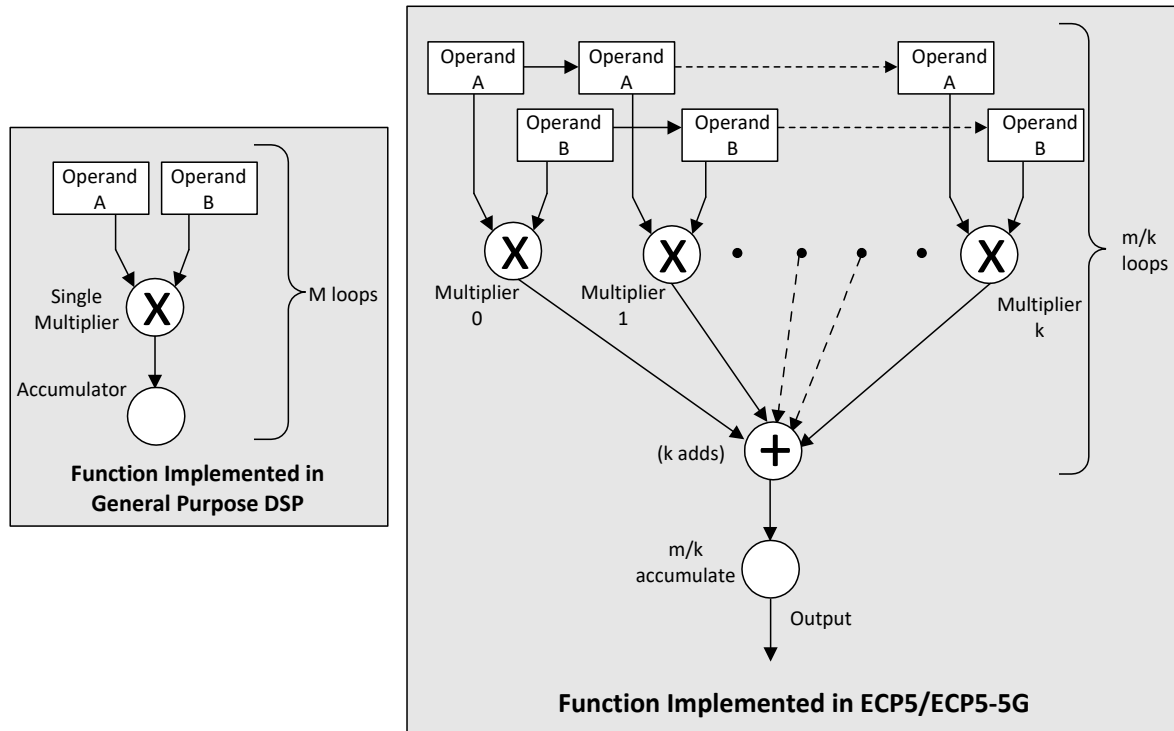 Operand
A
Operand
B
Single
Multiplier
X
Accumulator
M loops
Function Implemented in
General Purpose DSP
Operand
A
Operand
A
Operand
A
Operand
B
Operand
B
Operand
B
X
X
X
Multiplier
0
Multiplier
1
Multiplier
k
m/k
loops
(k adds)
+
m/k
accumulate
Output
Function Implemented in ECP5/ECP5-5G